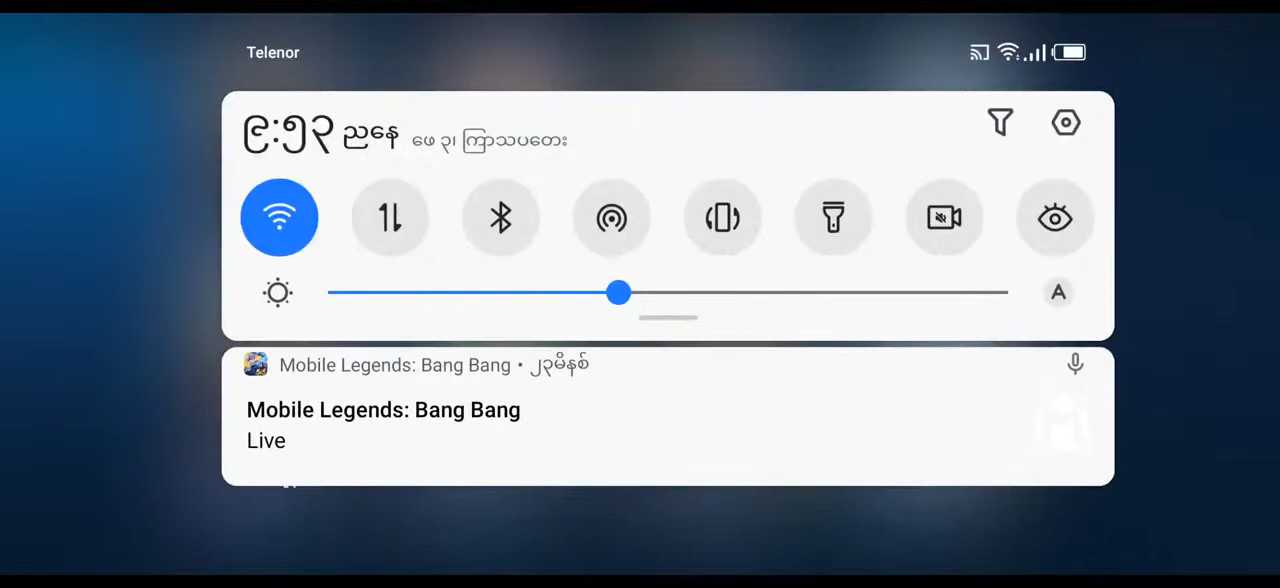 Telenor
၉:၅၃ ညနေ ဖေ ၃၊ ကြာသပတေး
A
Mobile Legends: Bang Bang • ၂၃မိနစ်
Mobile Legends: Bang Bang
Live